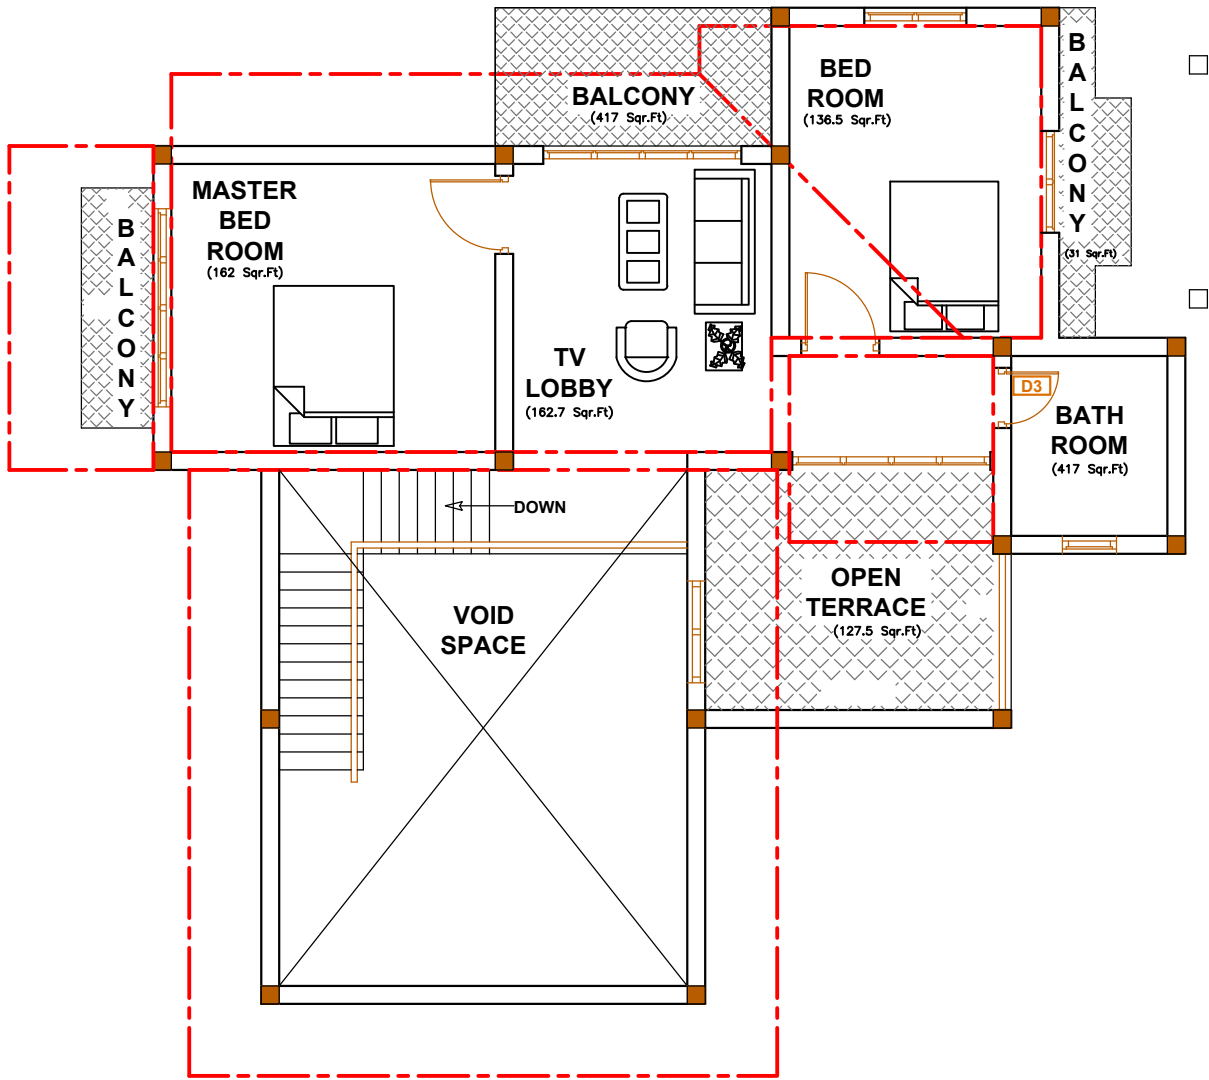 BALCONY
(417 Sqr.Ft)
BED
ROOM
(136.5 Sqr.Ft)
BALCONY
(31 Sqr.Ft)
MASTER
BED
ROOM
(162 Sqr.Ft)
BALCONY
TV
LOBBY
(162.7 Sqr.Ft)
D3
BATH
ROOM
(417 Sqr.Ft)
DOWN
VOID
SPACE
OPEN
TERRACE
(127.5 Sqr.Ft)